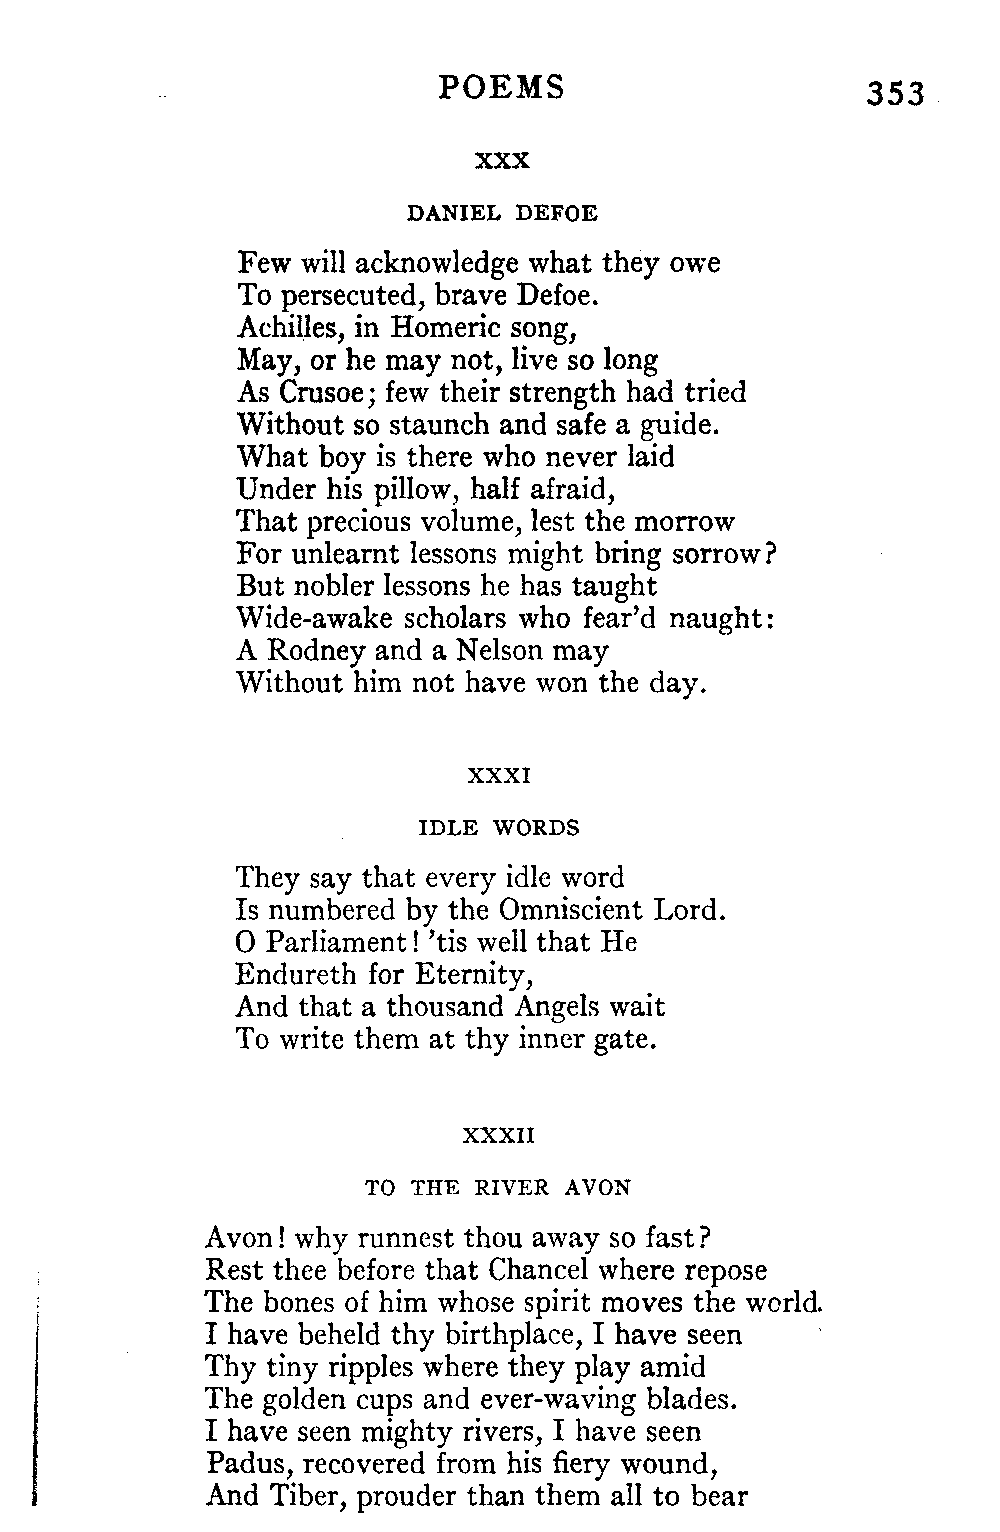 POEMS 353
XXX
DANIEL DEFOE
Few will acknowledge what they owe
To persecuted, brave Defoe.
Achilles, in Homeric song,
May, or he may not, live so long
As Crusoe; few their strength had tried
Without so staunch and safe a guide.
What boy is there who never laid
Under his pillow, half afraid,
That precious volume, lest the morrow
For unlearnt lessons might bring sorrow?
But nobler lessons he has taught
Wide-awake scholars who fear'd naught:
A Rodney and a Nelson may
Without him not have won the day.
XXXI
IDLE WORDS
They say that every idle word
Is numbered by the Omniscient Lord.
O Parliament! 'tis well that He
Endureth for Eternity,
And that a thousand Angels wait
To write them at thy inner gate.
XXXII
TO THE RIVER AVON
Avon! why runnest thou away so fast?
Rest thee before that Chancel where repose
The bones of him whose spirit moves the world.
I have beheld thy birthplace, I have seen
Thy tiny ripples where they play amid
The golden cups and ever-waving blades.
I have seen mighty rivers, I have seen
Padus, recovered from his fiery wound,
And Tiber, prouder than them all to bear